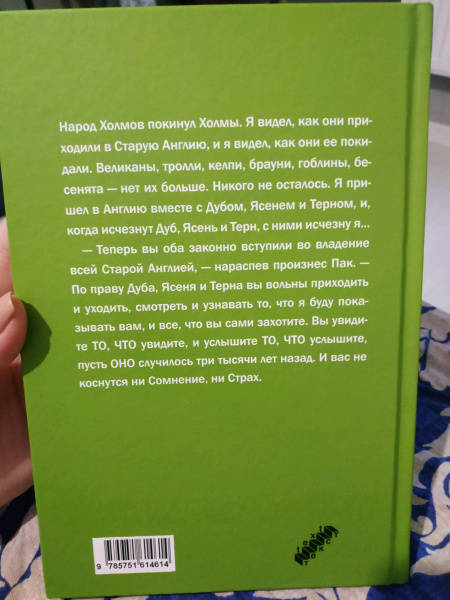 Народ Холмов покинул Холмы. Я видел, как они при-
ходили в Старую Англию, и я видел, как они ее поки-
дали. Великаны, тролли, келпи, брауни, гоблины, бе-
сенята — нет их больше. Никого не осталось. Я при-
шел в Англию вместе с Дубом, Ясенем и Терном, и,
когда исчезнут Дуб, Ясень и Терн, с ними исчезну я...
— Теперь вы оба законно вступили во владение
всей Старой Англией, — нараспев произнес Пак. —
По праву Дуба, Ясеня и Терна вы вольны приходить
и уходить, смотреть и узнавать то, что я буду пока-
зывать вам, и все, что вы сами захотите. Вы увиди-
те ТО, ЧТО увидите, и услышите ТО, ЧТО услышите,
пусть ОНО случилось три тысячи лет назад. И вас не
коснутся ни Сомнение, ни Страх.
9 785751 614614